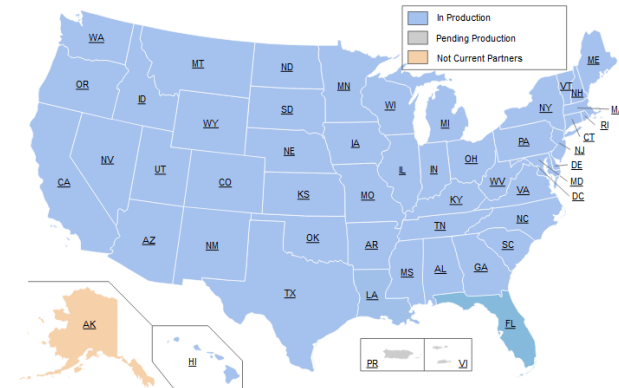 In Production
Pending Production
Not Current Partners
WA
OR
CA
ID
NV
MT
WY
UT
AZ
CO
NM
ND
SD
NE
KS
OK
TX
MN
IA
MO
AR
LA
WI
IL
MS
MI
IN
KY
TN
AL
OH
WV
GA
FL
SC
NC
VA
PA
NY
VT
NH
ME
RI
CT
NJ
DE
MD
DC
AK
HI
PR
VI